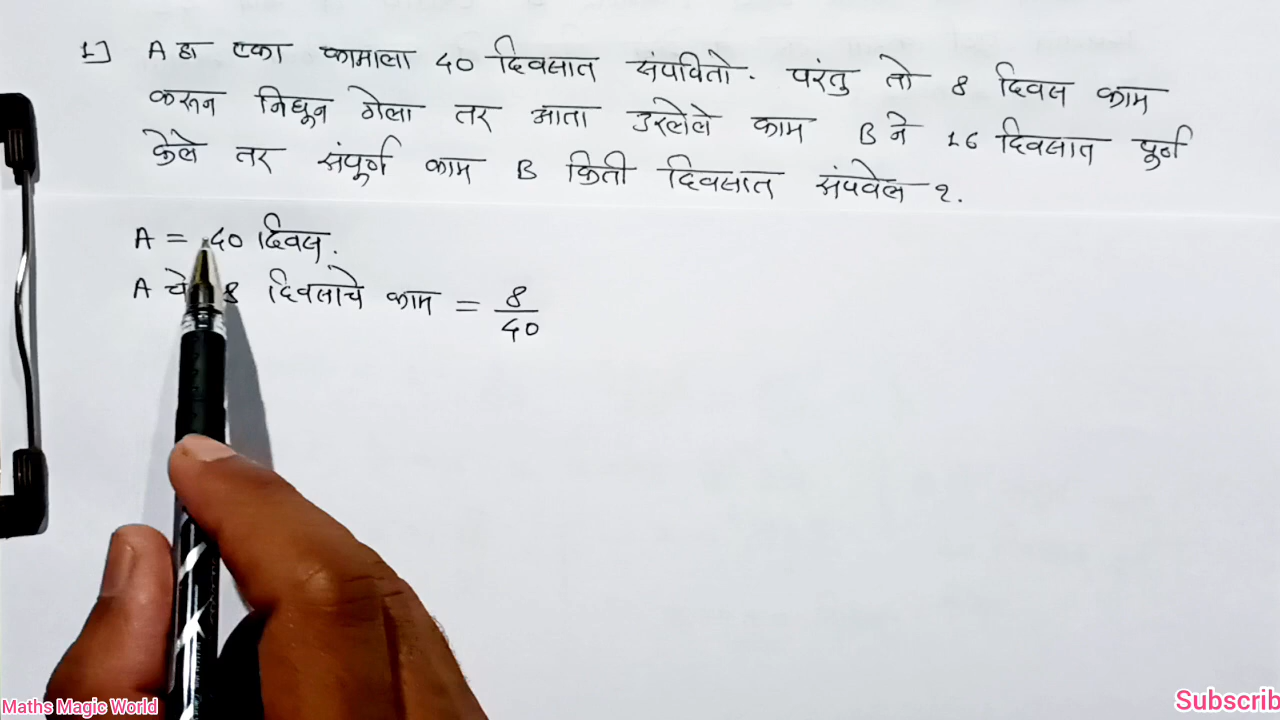 1] A हा एका कामाला 40 दिवसात संपवितो. परंतु तो 8 दिवस काम
करून निघून गेला तर आता उरलेले काम B ने 16 दिवसात पूर्ण
केले तर संपूर्ण काम B किती दिवसात संपवेल ?.
A = 40 दिवस.
A चे 8 दिवसाचे काम = 8/40
Maths Magic World
Subscrib